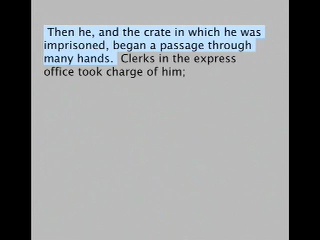 Then he, and the crate in which he was
imprisoned, began a passage through
many hands. Clerks in the express
office took charge of him;